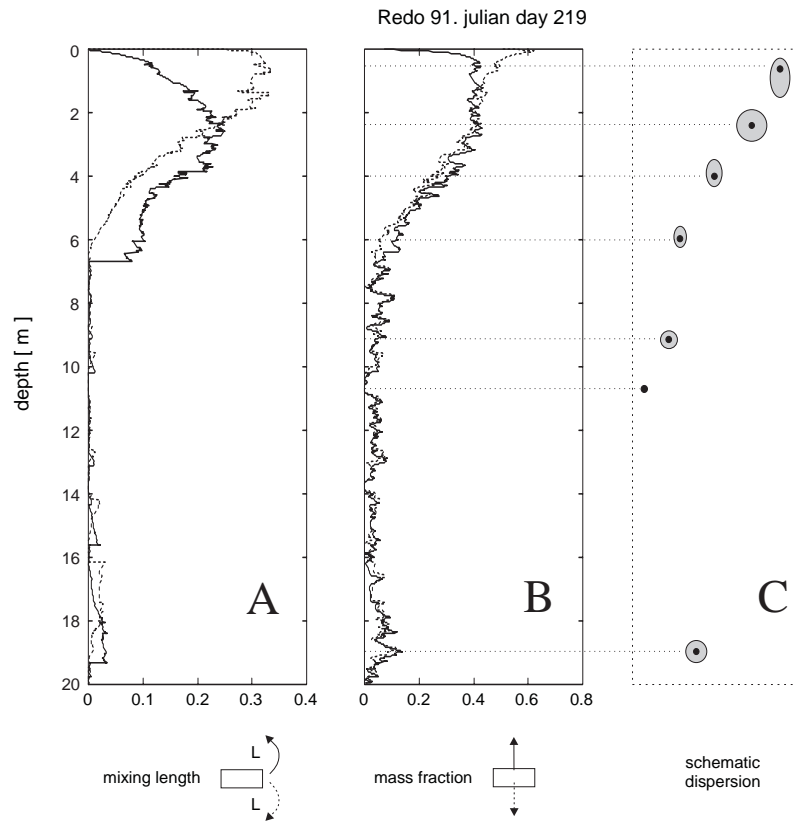 Redo 91. julian day 219
depth [ m ]
0
2
4
6
8
10
12
14
16
18
20
0
0.1
0.2
0.3
0.4
A
0
0.2
0.4
0.6
0.8
B
C
mixing length
L
L
mass fraction
schematic
dispersion